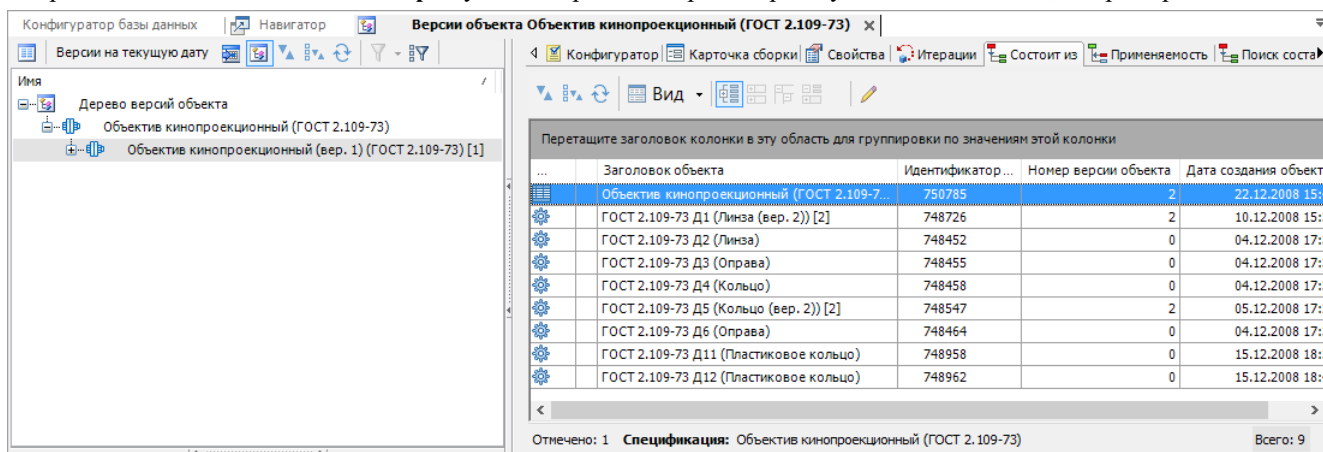 Конфигуратор базы данных Навигатор Версии объекта Объектив кинопроекционный (ГОСТ 2.109-73)
Версии на текущую дату
Имя
Дерево версий объекта
Объектив кинопроекционный (ГОСТ 2.109-73)
Объектив кинопроекционный (вер. 1) (ГОСТ 2.109-73) [1]
Конфигуратор Карточка сборки Свойства Итерации Состоит из Применяемость Поиск соста
Вид
Перетащите заголовок колонки в эту область для группировки по значениям этой колонки
... Заголовок объекта Идентификатор... Номер версии объекта Дата создания объект
Объектив кинопроекционный (ГОСТ 2.109-7... 750785 2 22.12.2008 15:
ГОСТ 2.109-73 Д1 (Линза (вер. 2)) [2] 748726 2 10.12.2008 15:
ГОСТ 2.109-73 Д2 (Линза) 748452 0 04.12.2008 17:
ГОСТ 2.109-73 Д3 (Оправа) 748455 0 04.12.2008 17:
ГОСТ 2.109-73 Д4 (Кольцо) 748458 0 04.12.2008 17:
ГОСТ 2.109-73 Д5 (Кольцо (вер. 2)) [2] 748547 2 05.12.2008 17:
ГОСТ 2.109-73 Д6 (Оправа) 748464 0 04.12.2008 17:
ГОСТ 2.109-73 Д11 (Пластиковое кольцо) 748958 0 15.12.2008 18:
ГОСТ 2.109-73 Д12 (Пластиковое кольцо) 748962 0 15.12.2008 18:
Отмечено: 1 Спецификация: Объектив кинопроекционный (ГОСТ 2.109-73) Всего: 9